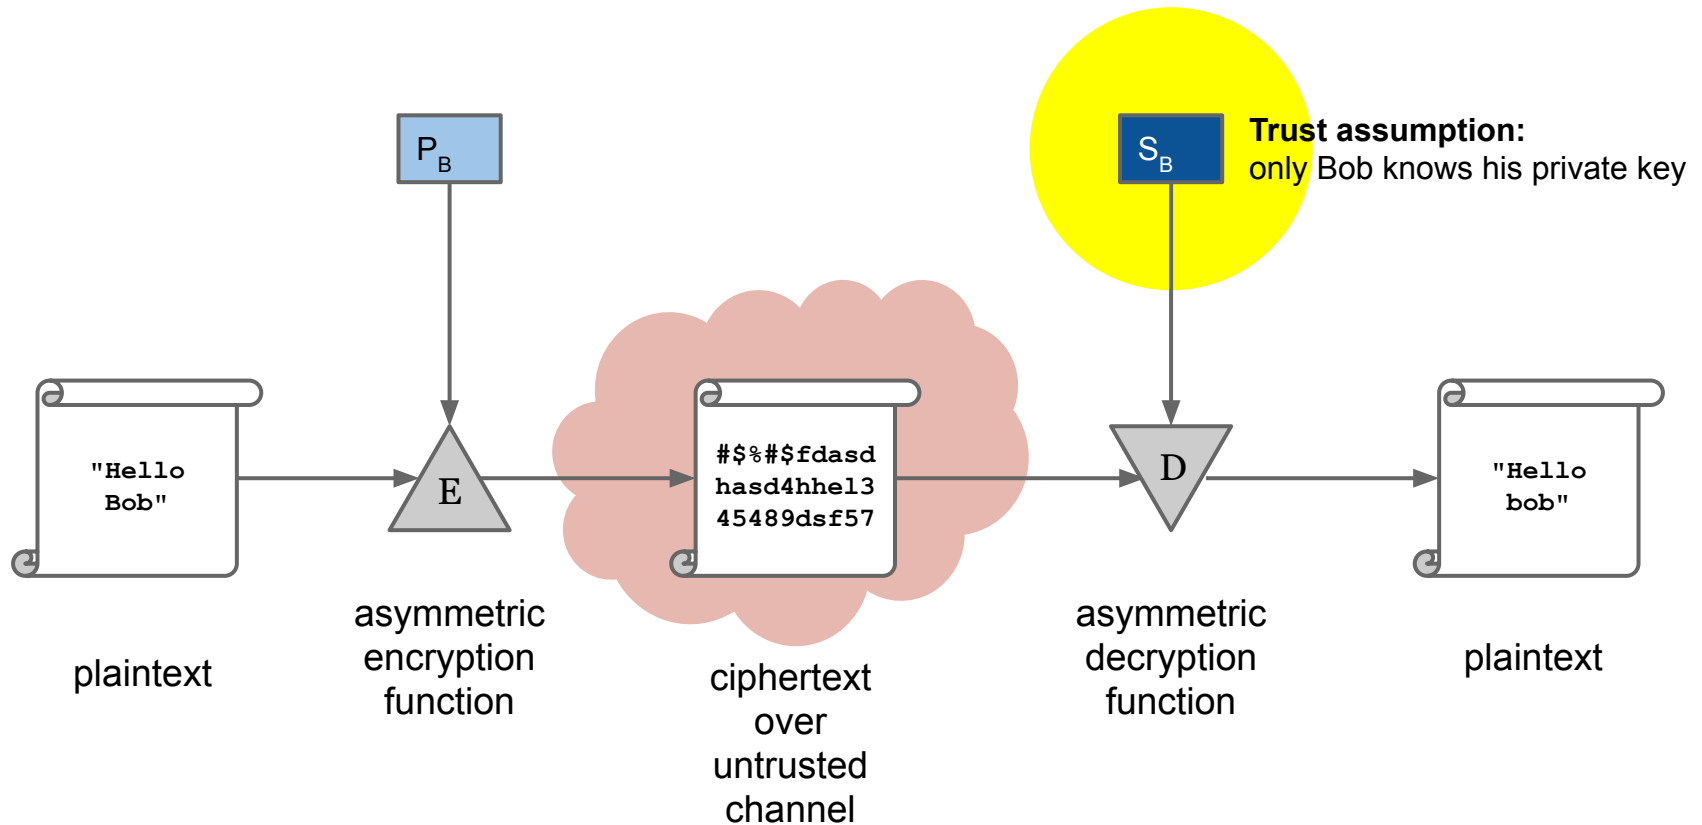 P_B
S_B
Trust assumption:
only Bob knows his private key
"Hello
Bob"
E
#$%#$fdasd
hasd4hhel3
45489dsf57
D
"Hello
bob"
plaintext
asymmetric
encryption
function
ciphertext
over
untrusted
channel
asymmetric
decryption
function
plaintext